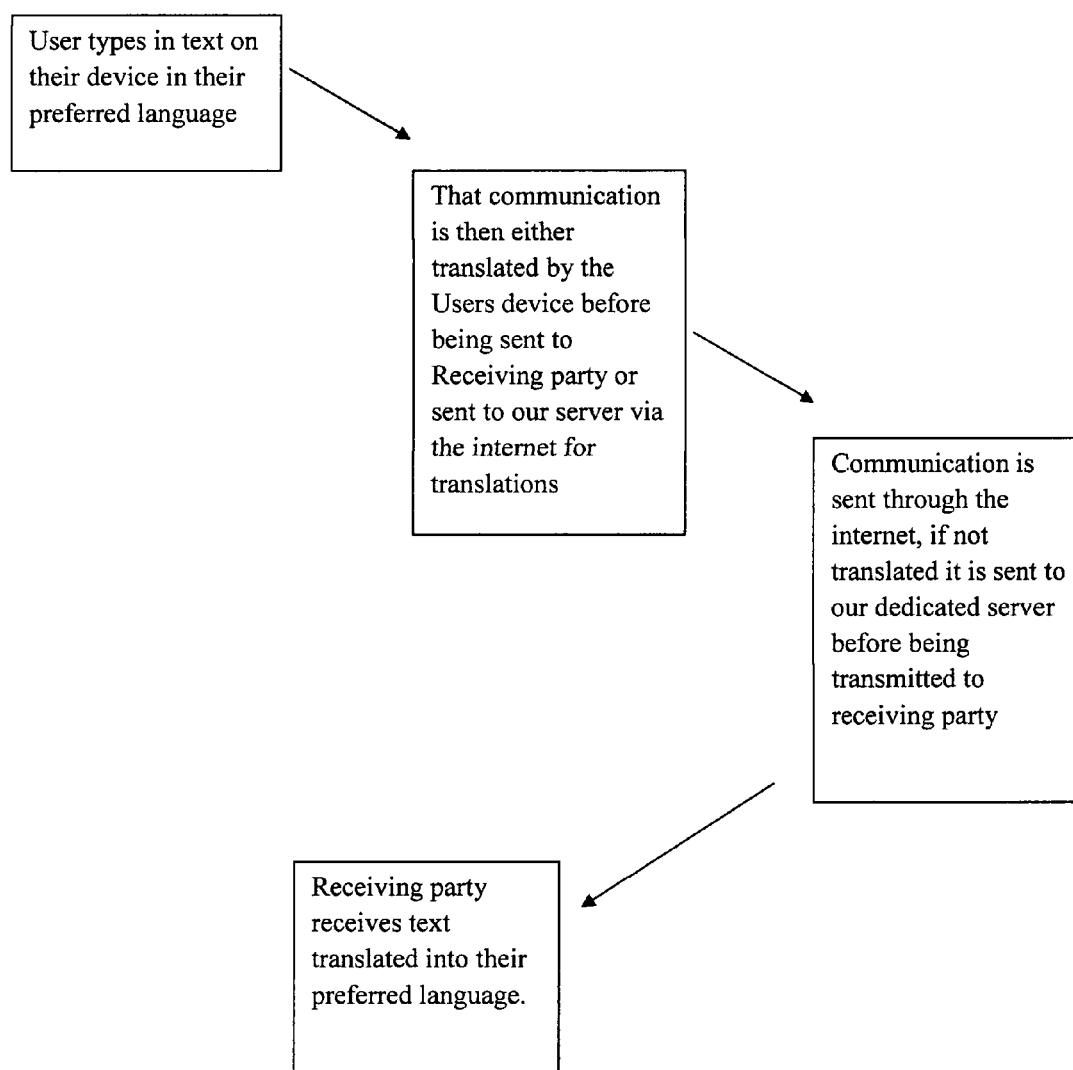 User types in text on
their device in their
preferred language
That communication
is then either
translated by the
Users device before
being sent to
Receiving party or
sent to our server via
the internet for
translations
Communication is
sent through the
internet, if not
translated it is sent to
our dedicated server
before being
transmitted to
receiving party
Receiving party
receives text
translated into their
preferred language.